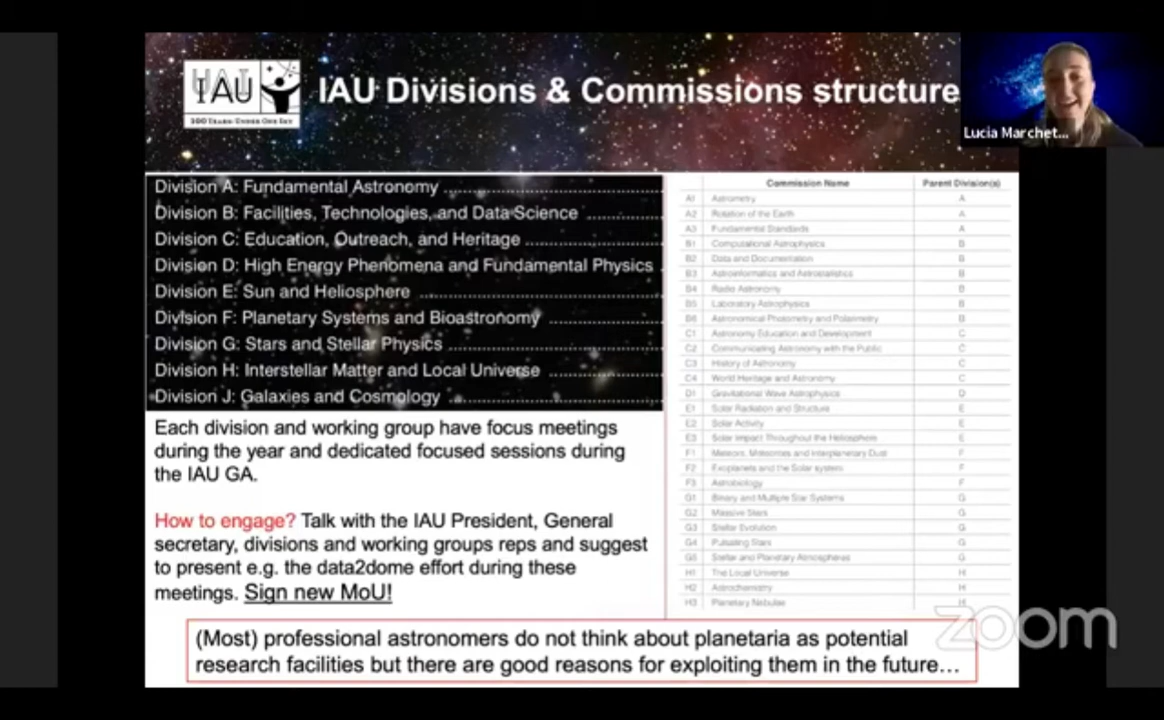 IAU
100 YEARS: UNDER ONE SKY
IAU Divisions & Commissions structure
Lucia Marchet...
Division A: Fundamental Astronomy
Division B: Facilities, Technologies, and Data Science
Division C: Education, Outreach, and Heritage
Division D: High Energy Phenomena and Fundamental Physics
Division E: Sun and Heliosphere
Division F: Planetary Systems and Bioastronomy
Division G: Stars and Stellar Physics
Division H: Interstellar Matter and Local Universe
Division J: Galaxies and Cosmology
Each division and working group have focus meetings
during the year and dedicated focused sessions during
the IAU GA.
How to engage? Talk with the IAU President, General
secretary, divisions and working groups reps and suggest
to present e.g. the data2dome effort during these
meetings. Sign new MoU!
Commission Name Parent Division(s)
A1 Astrometry A
A2 Rotation of the Earth A
A3 Fundamental Standards A
B1 Computational Astrophysics B
B2 Data and Documentation B
B3 Astroinformatics and Astrostatistics B
B4 Radio Astronomy B
B5 Laboratory Astrophysics B
B6 Astronomical Photometry and Polarimetry B
C1 Astronomy Education and Development C
C2 Communicating Astronomy with the Public C
C3 History of Astronomy C
C4 World Heritage and Astronomy C
D1 Gravitational Wave Astrophysics D
E1 Solar Radiation and Structure E
E2 Solar Activity E
E3 Solar Impact Throughout the Heliosphere E
F1 Meteors, Meteorites and Interplanetary Dust F
F2 Exoplanets and the Solar system F
F3 Astrobiology F
G1 Binary and Multiple Star Systems G
G2 Massive Stars G
G3 Stellar Evolution G
G4 Pulsating Stars G
G5 Stellar and Planetary Atmospheres G
H1 The Local Universe H
H2 Astrochemistry H
H3 Planetary Nebulae H
zoom
(Most) professional astronomers do not think about planetaria as potential
research facilities but there are good reasons for exploiting them in the future…